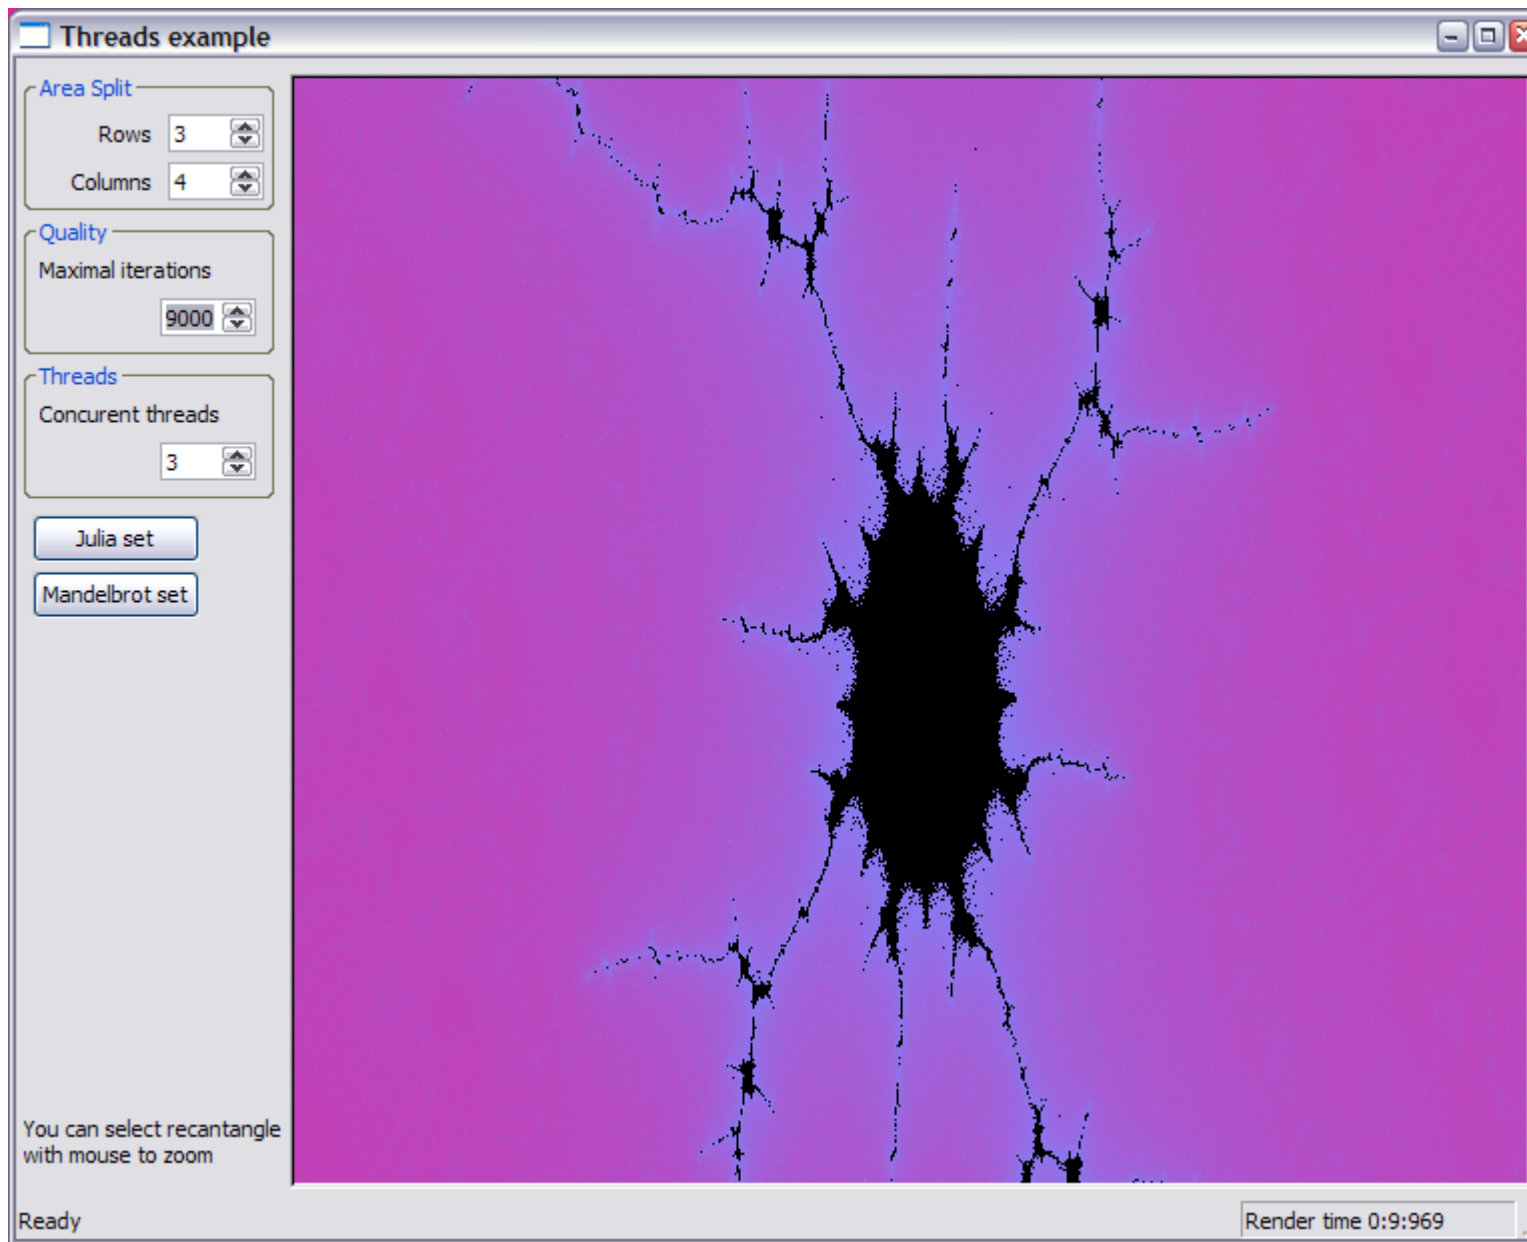 Threads example
Area Split
Rows 3
Columns 4
Quality
Maximal iterations
9000
Threads
Concurent threads
3
Julia set
Mandelbrot set
You can select recantangle
with mouse to zoom
Ready
Render time 0:9:969